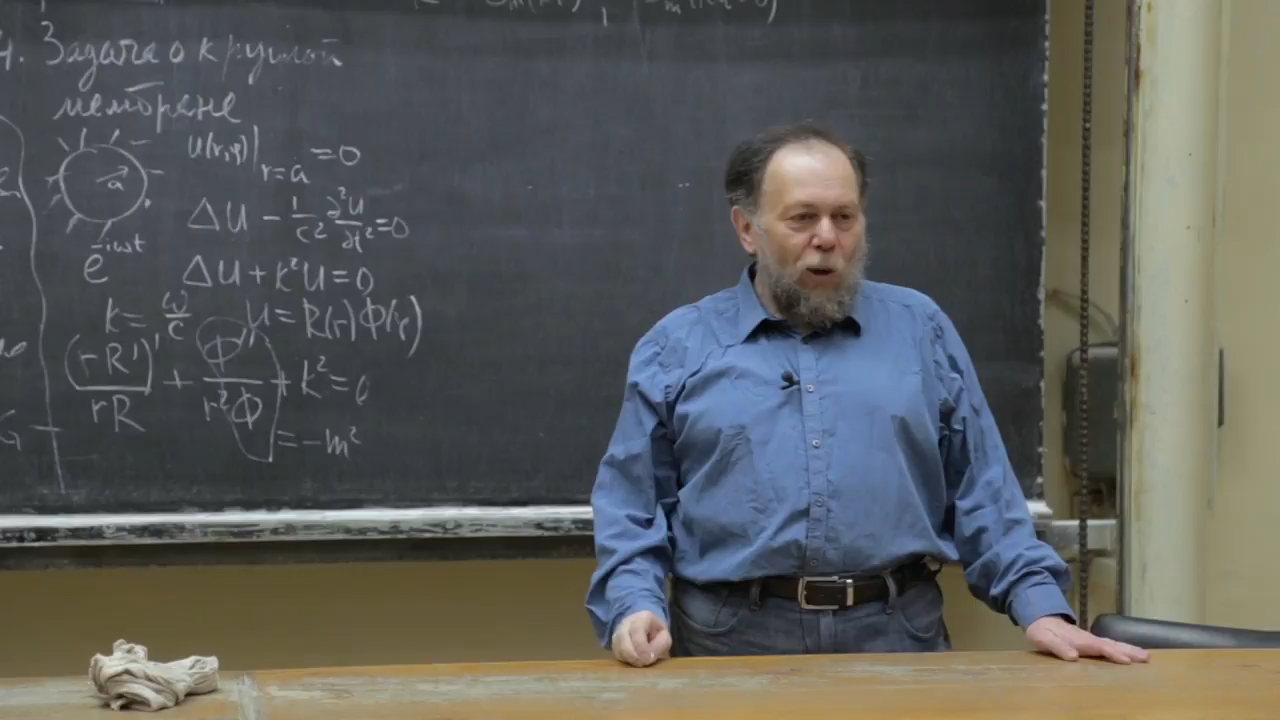 4. Задача о круглой
мембране
a
u(r,φ)|r=a =0
Δu − 1/c² ∂²u/∂t² =0
e^-iωt
Δu + k²u = 0
k = ω/c
u = R(r)Φ(φ)
(rR')'/rR + Φ''/r²Φ + k² = 0
= −m²
G